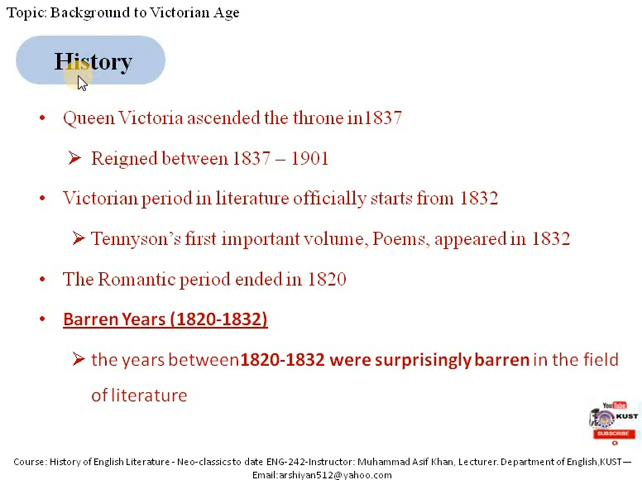 Topic: Background to Victorian Age
History
• Queen Victoria ascended the throne in1837
➢ Reigned between 1837 – 1901
• Victorian period in literature officially starts from 1832
➢ Tennyson's first important volume, Poems, appeared in 1832
• The Romantic period ended in 1820
• Barren Years (1820-1832)
➢ the years between1820-1832 were surprisingly barren in the field
of literature
YouTube
KUST
SUBSCRIBE
Course: History of English Literature - Neo-classics to date ENG-242-Instructor: Muhammad Asif Khan, Lecturer. Department of English,KUST—
Email:arshiyan512@yahoo.com